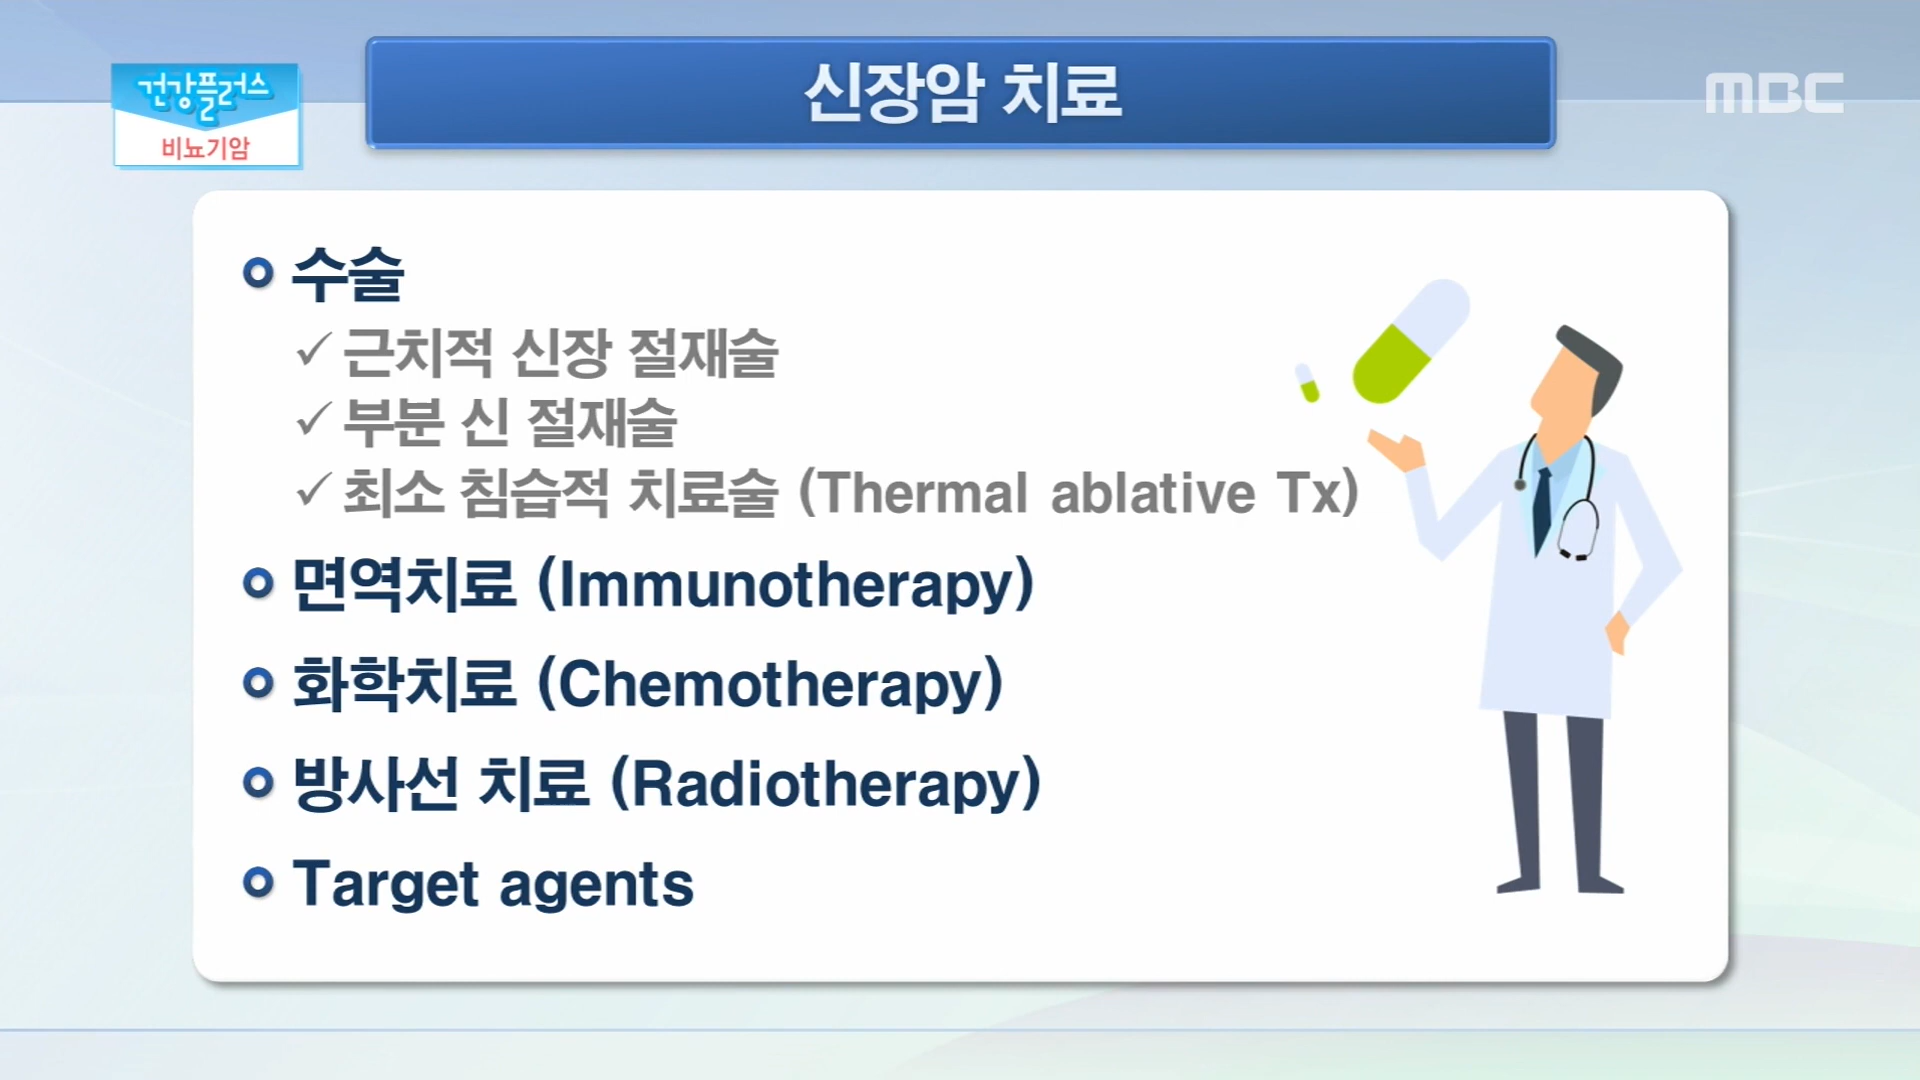 건강플러스
비뇨기암
신장암 치료
MBC
수술
✓ 근치적 신장 절재술
✓ 부분 신 절재술
✓ 최소 침습적 치료술 (Thermal ablative Tx)
면역치료 (Immunotherapy)
화학치료 (Chemotherapy)
방사선 치료 (Radiotherapy)
Target agents